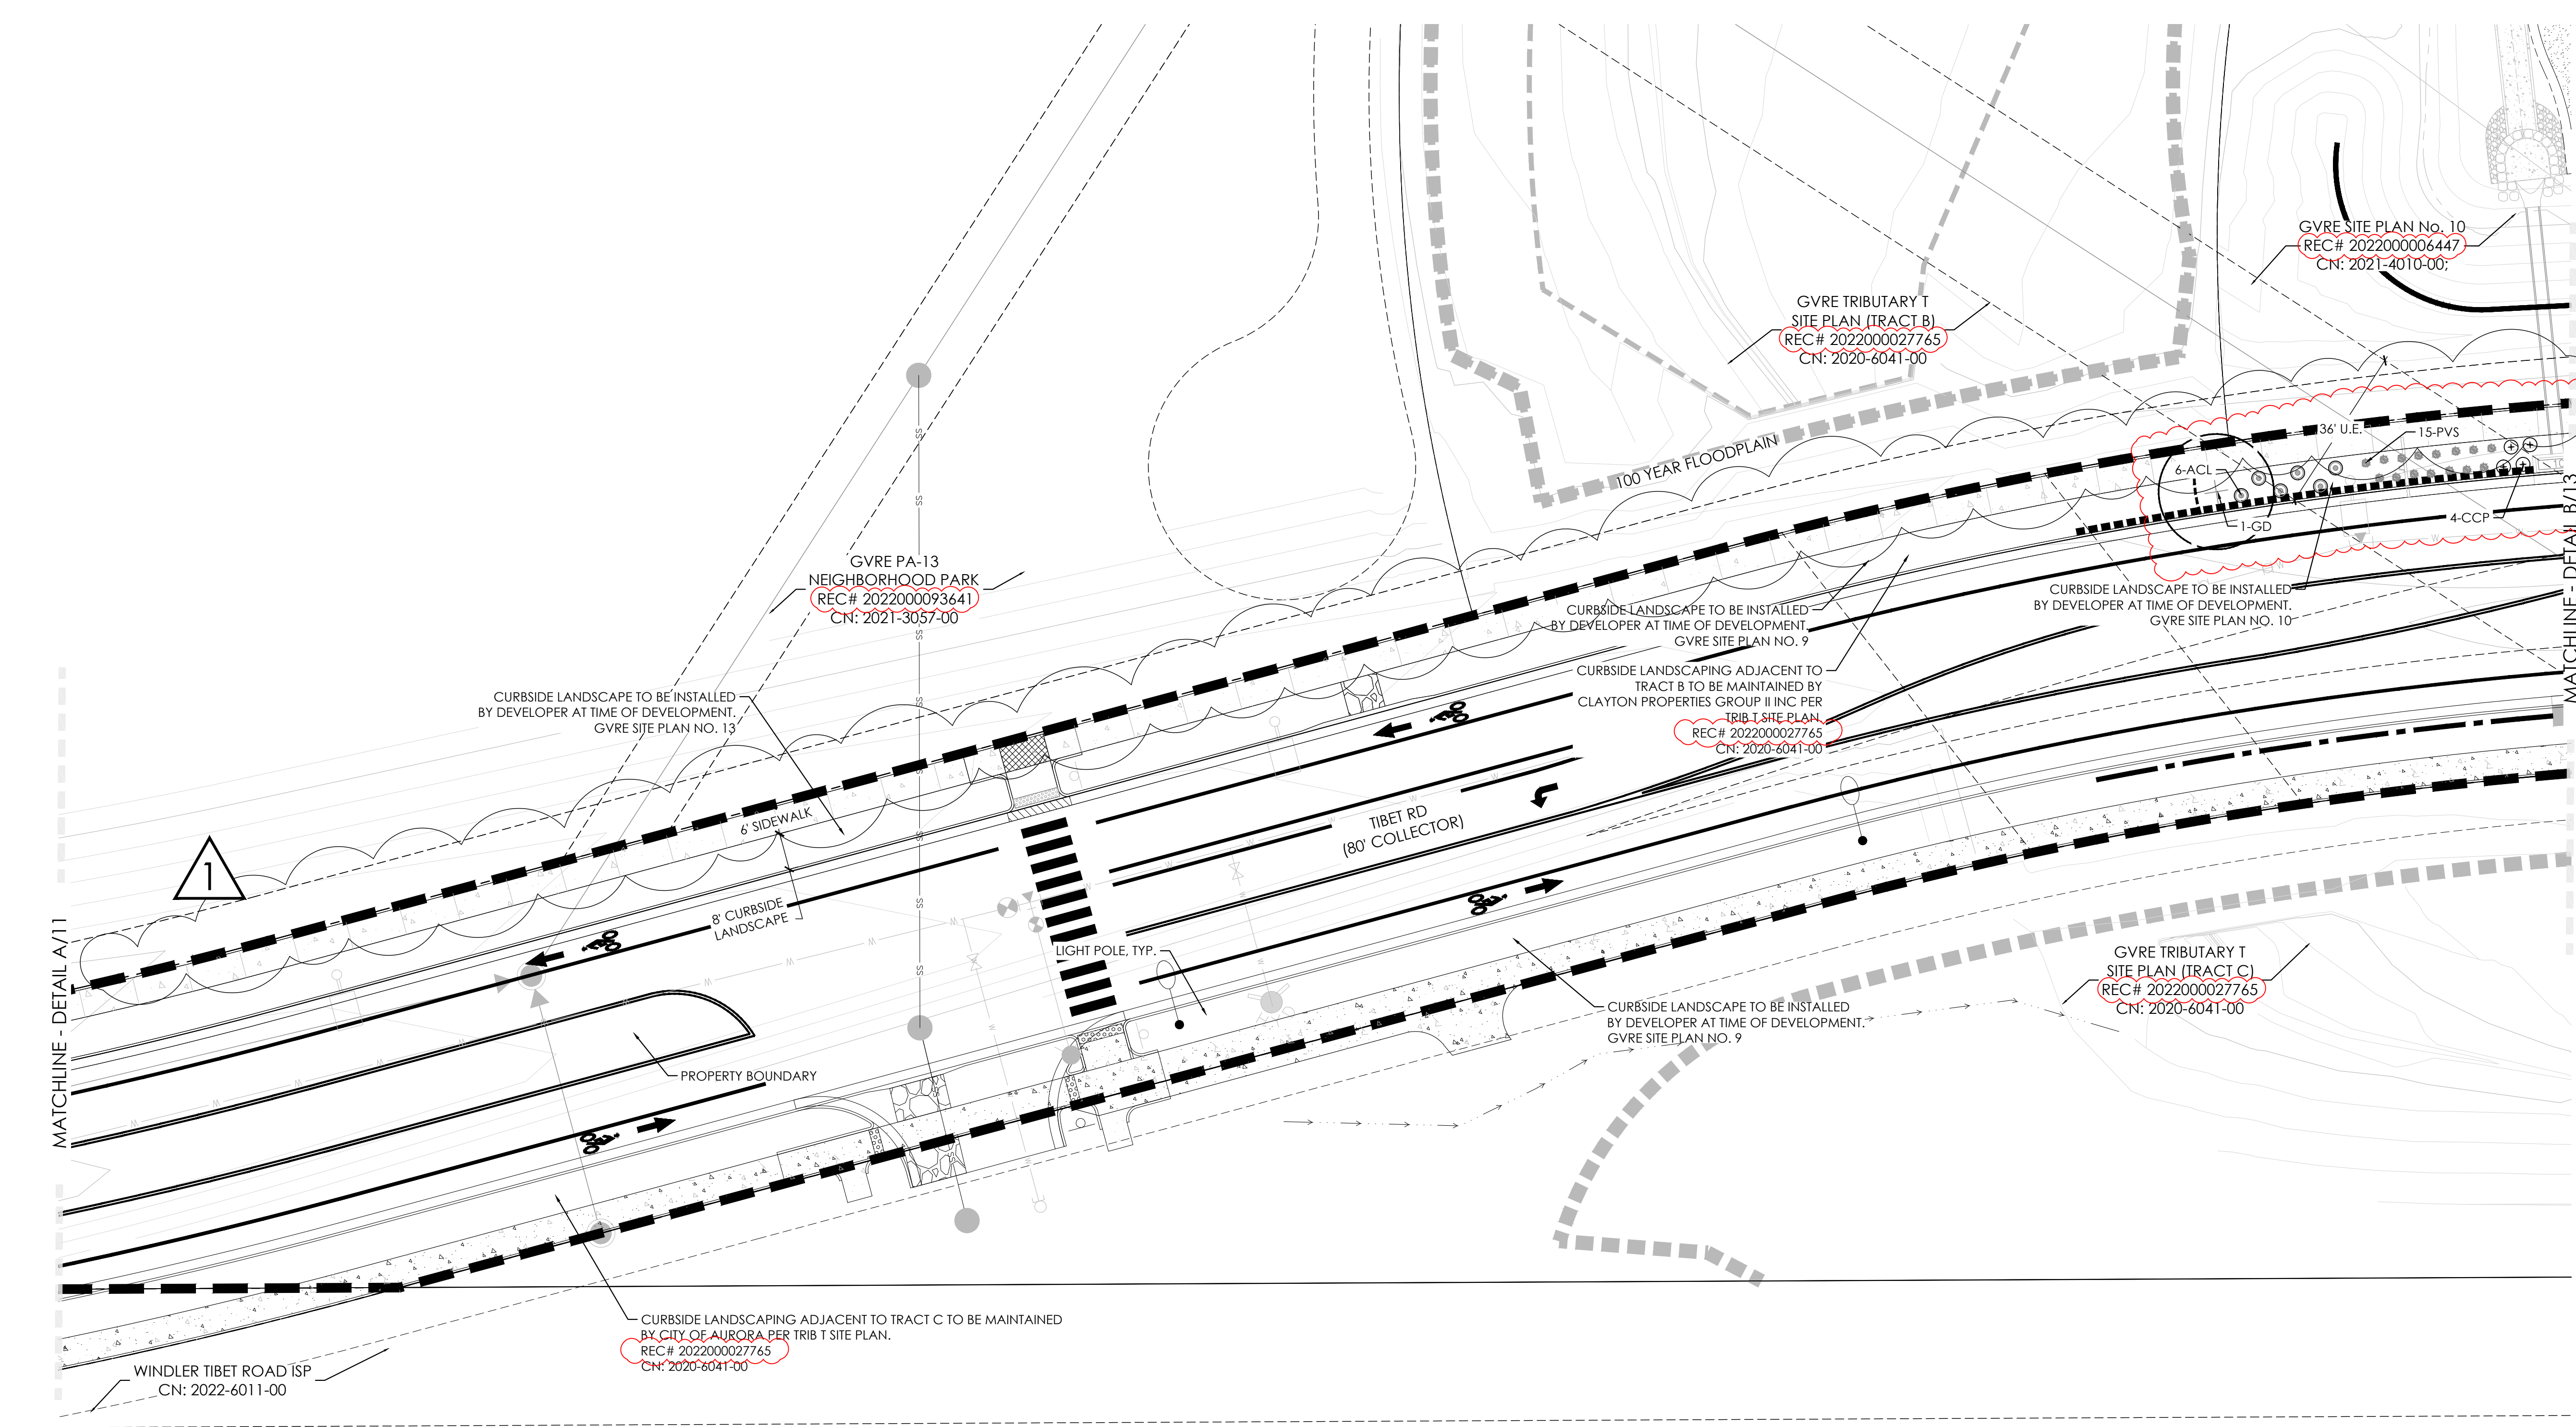 GVRE SITE PLAN No. 10
REC# 2022000006447
CN: 2021-4010-00;
GVRE TRIBUTARY T
SITE PLAN (TRACT B)
REC# 2022000027765
CN: 2020-6041-00
100 YEAR FLOODPLAIN
36' U.E.
15-PVS
6-ACL
1-GD
4-CCP
MATCHLINE - DETAIL B/13
GVRE PA-13
NEIGHBORHOOD PARK
REC# 2022000093641
CN: 2021-3057-00
CURBSIDE LANDSCAPE TO BE INSTALLED
BY DEVELOPER AT TIME OF DEVELOPMENT.
GVRE SITE PLAN NO. 10
CURBSIDE LANDSCAPE TO BE INSTALLED
BY DEVELOPER AT TIME OF DEVELOPMENT.
GVRE SITE PLAN NO. 9
CURBSIDE LANDSCAPING ADJACENT TO
TRACT B TO BE MAINTAINED BY
CLAYTON PROPERTIES GROUP II INC PER
TRIB T SITE PLAN.
REC# 2022000027765
CN: 2020-6041-00
CURBSIDE LANDSCAPE TO BE INSTALLED
BY DEVELOPER AT TIME OF DEVELOPMENT.
GVRE SITE PLAN NO. 13
6' SIDEWALK
TIBET RD
(80' COLLECTOR)
1
8' CURBSIDE
LANDSCAPE
LIGHT POLE, TYP.
MATCHLINE - DETAIL A/11
GVRE TRIBUTARY T
SITE PLAN (TRACT C)
REC# 2022000027765
CN: 2020-6041-00
CURBSIDE LANDSCAPE TO BE INSTALLED
BY DEVELOPER AT TIME OF DEVELOPMENT.
GVRE SITE PLAN NO. 9
PROPERTY BOUNDARY
CURBSIDE LANDSCAPING ADJACENT TO TRACT C TO BE MAINTAINED
BY CITY OF AURORA PER TRIB T SITE PLAN.
REC# 2022000027765
CN: 2020-6041-00
WINDLER TIBET ROAD ISP
CN: 2022-6011-00
SS
SS
SS
SS
SS
SS
SS
W
W
W
W
W
W
W
W